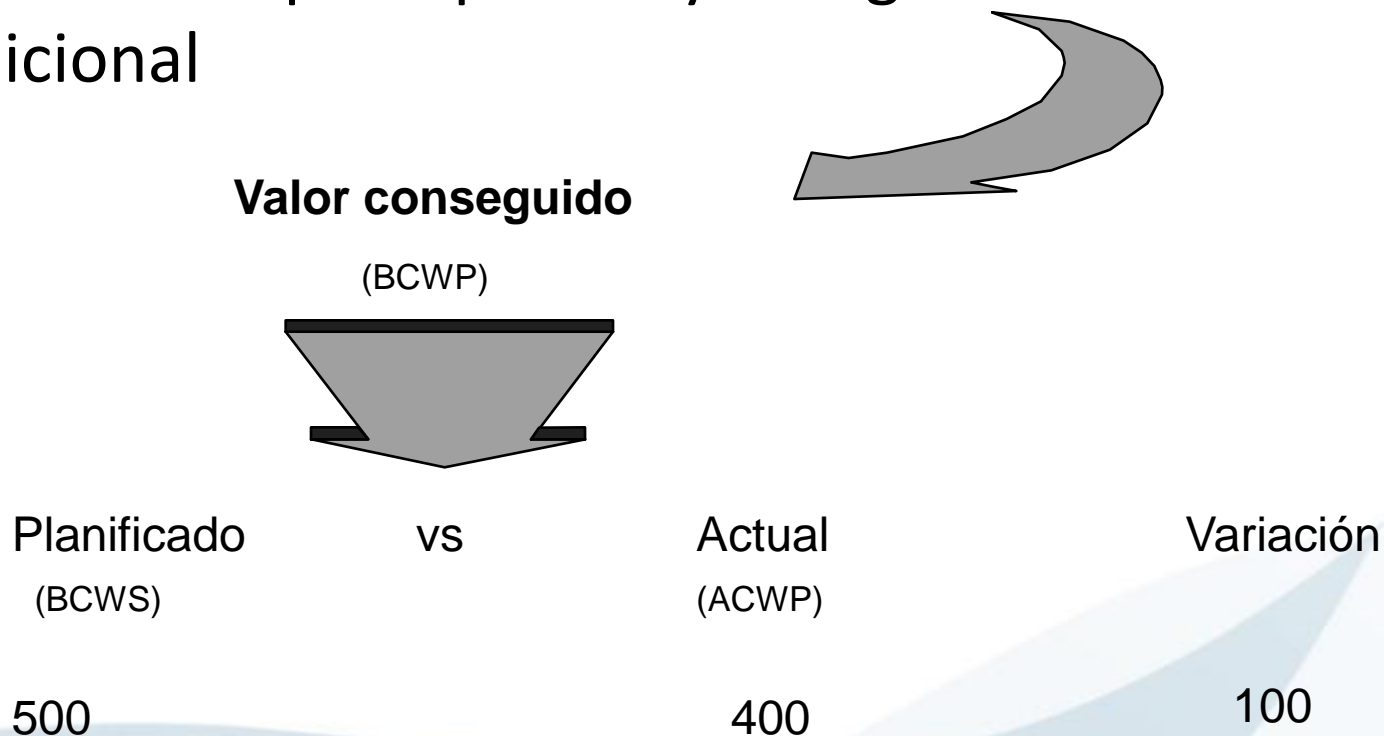 icional
Valor conseguido
(BCWP)
Planificado vs Actual Variación
(BCWS) (ACWP)
500 400 100